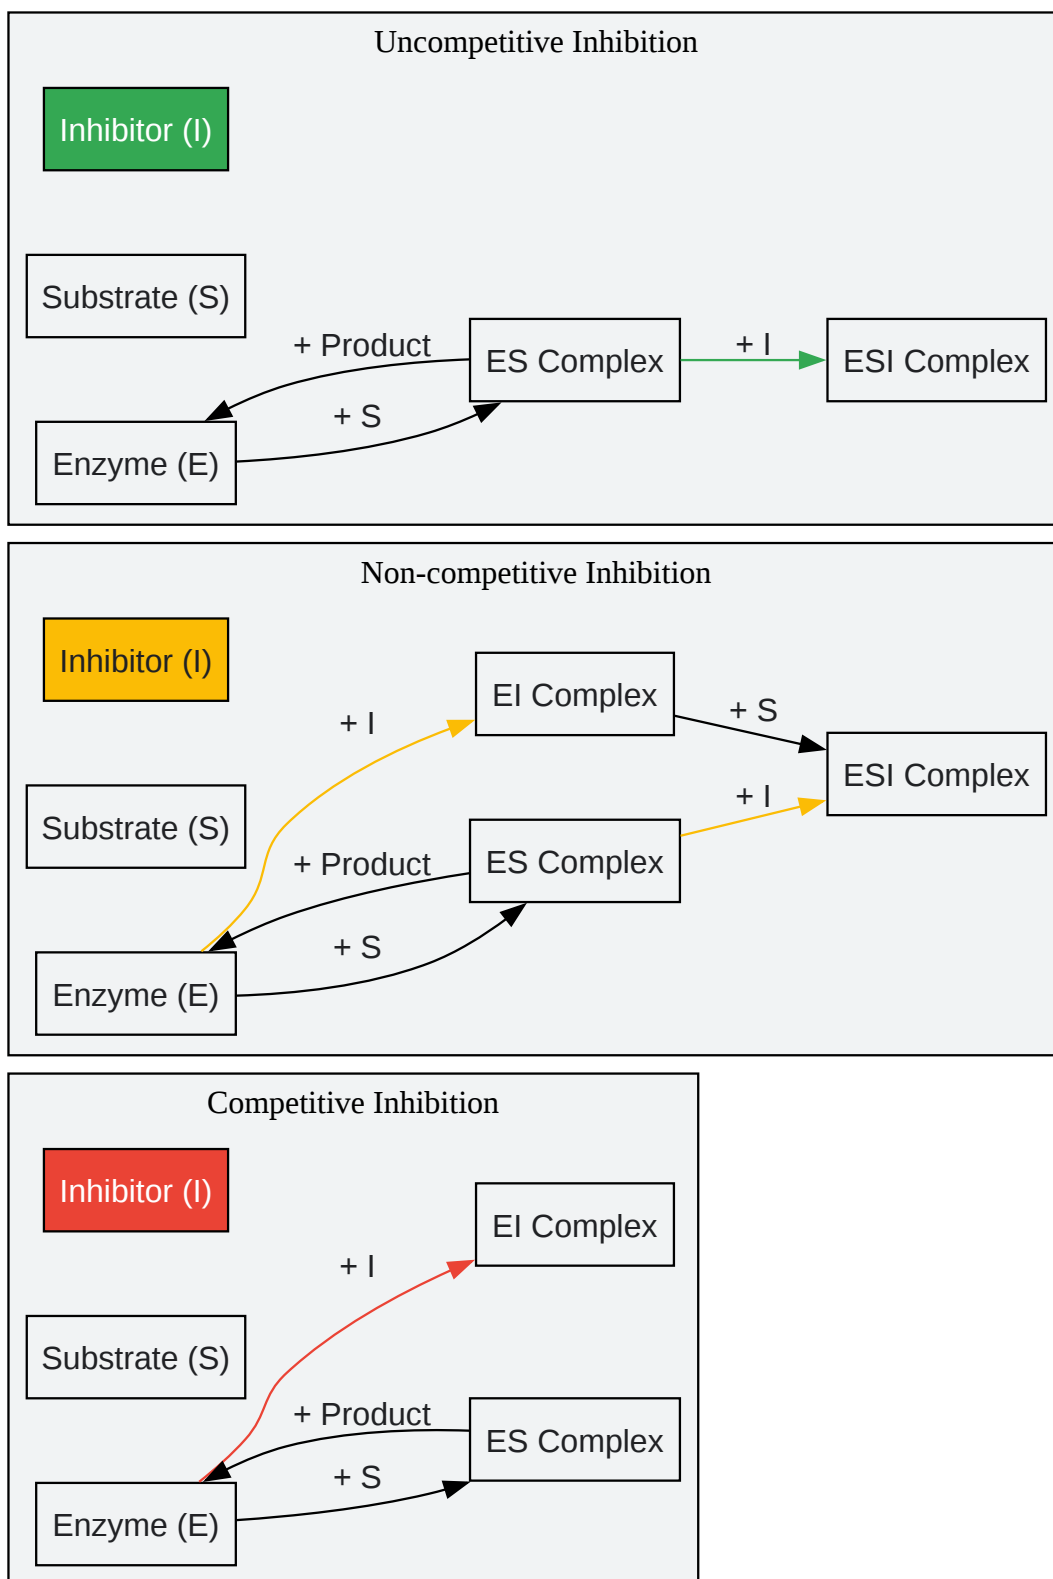 Uncompetitive Inhibition
Inhibitor (I)
Substrate (S)
+ Product
ES Complex
+ I
ESI Complex
+ S
Enzyme (E)
Non-competitive Inhibition
Inhibitor (I)
EI Complex
+ S
+ I
ESI Complex
+ I
Substrate (S)
+ Product
ES Complex
+ S
Enzyme (E)
Competitive Inhibition
Inhibitor (I)
EI Complex
+ I
Substrate (S)
+ Product
ES Complex
+ S
Enzyme (E)